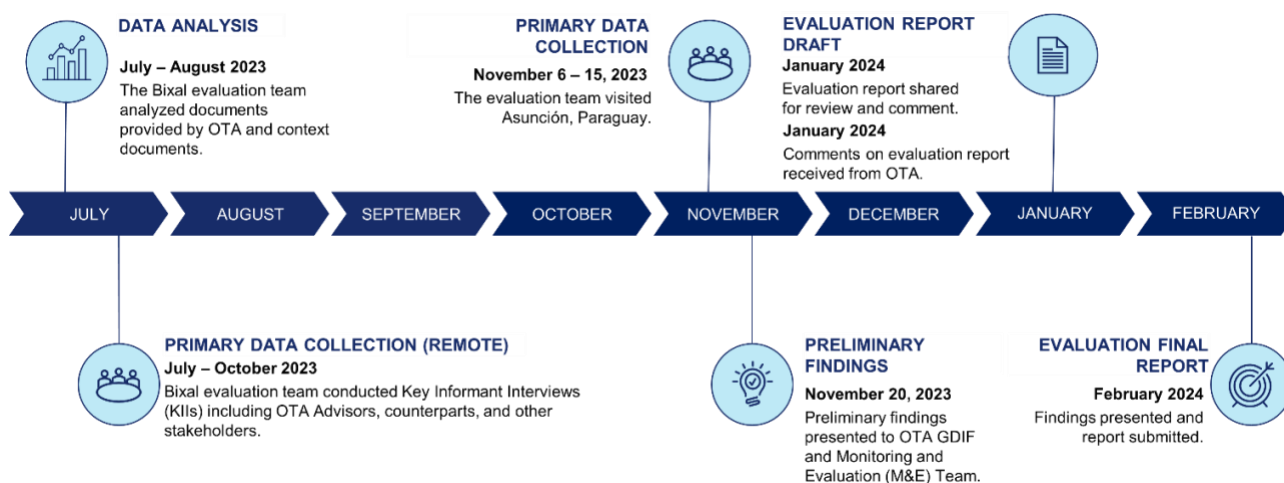 DATA ANALYSIS
July – August 2023
The Bixal evaluation team
analyzed documents
provided by OTA and context
documents.
PRIMARY DATA
COLLECTION
November 6 – 15, 2023
The evaluation team visited
Asunción, Paraguay.
EVALUATION REPORT
DRAFT
January 2024
Evaluation report shared
for review and comment.
January 2024
Comments on evaluation report
received from OTA.
JULY
AUGUST
SEPTEMBER
OCTOBER
NOVEMBER
DECEMBER
JANUARY
FEBRUARY
PRIMARY DATA COLLECTION (REMOTE)
July – October 2023
Bixal evaluation team conducted Key Informant Interviews
(KIIs) including OTA Advisors, counterparts, and other
stakeholders.
PRELIMINARY
FINDINGS
November 20, 2023
Preliminary findings
presented to OTA GDIF
and Monitoring and
Evaluation (M&E) Team.
EVALUATION FINAL
REPORT
February 2024
Findings presented and
report submitted.